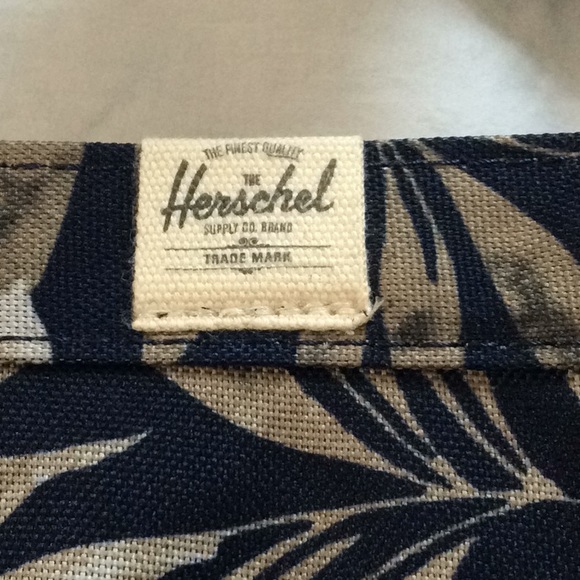 THE FINEST QUALITY
THE
Herschel
SUPPLY CO. BRAND
TRADE MARK